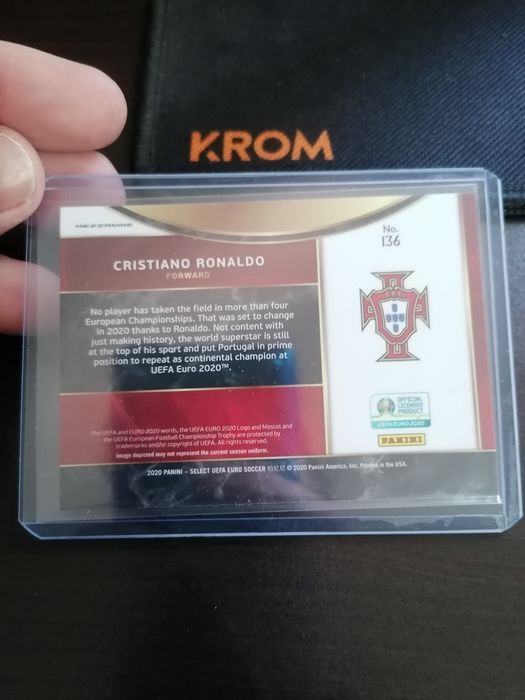 KROM
MEZZANINE
No.
136
CRISTIANO RONALDO
FORWARD
No player has taken the field in more than four
European Championships. That was set to change
in 2020 thanks to Ronaldo. Not content with
just making history, the world superstar is still
at the top of his sport and put Portugal in prime
position to repeat as continental champion at
UEFA Euro 2020™.
FPF
OFFICIAL
LICENSED
PRODUCT
UEFA EURO 2020
PANINI
The UEFA and EURO 2020 words, the UEFA EURO 2020 Logo and Mascot and
the UEFA European Football Championship Trophy are protected by
trademarks and/or copyright of UEFA. All rights reserved.
Image depicted may not represent the current season uniform.
2020 PANINI – SELECT UEFA EURO SOCCER 帕尼尼 © 2020 Panini America, Inc. Printed in the USA.